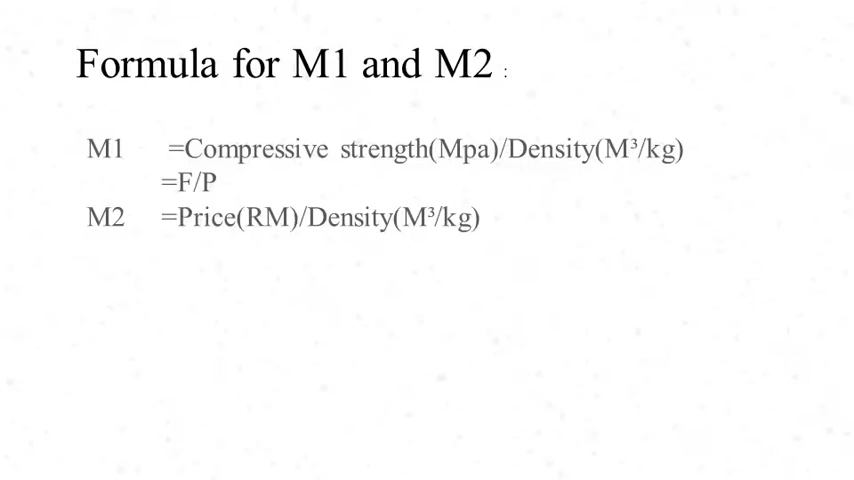 Formula for M1 and M2 :
M1 =Compressive strength(Mpa)/Density(M³/kg)
=F/P
M2 =Price(RM)/Density(M³/kg)